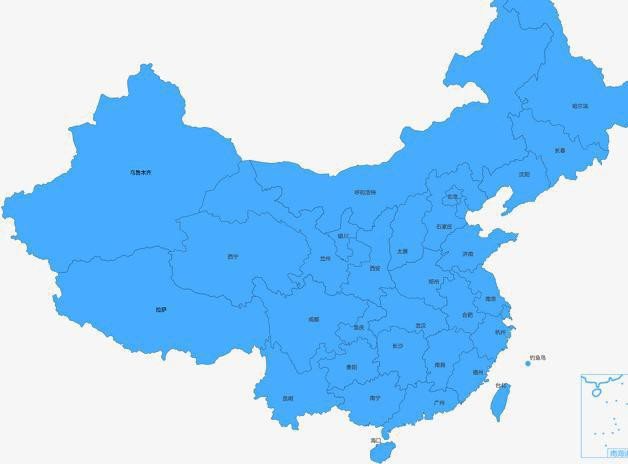 哈尔滨
长春
乌鲁木齐
沈阳
呼和浩特
北京
石家庄
银川
太原
济南
西宁
兰州
西安
郑州
南京
拉萨
成都
合肥
重庆
武汉
杭州
长沙
钓鱼岛
南昌
贵阳
福州
台北
昆明
南宁
广州
海口
南海